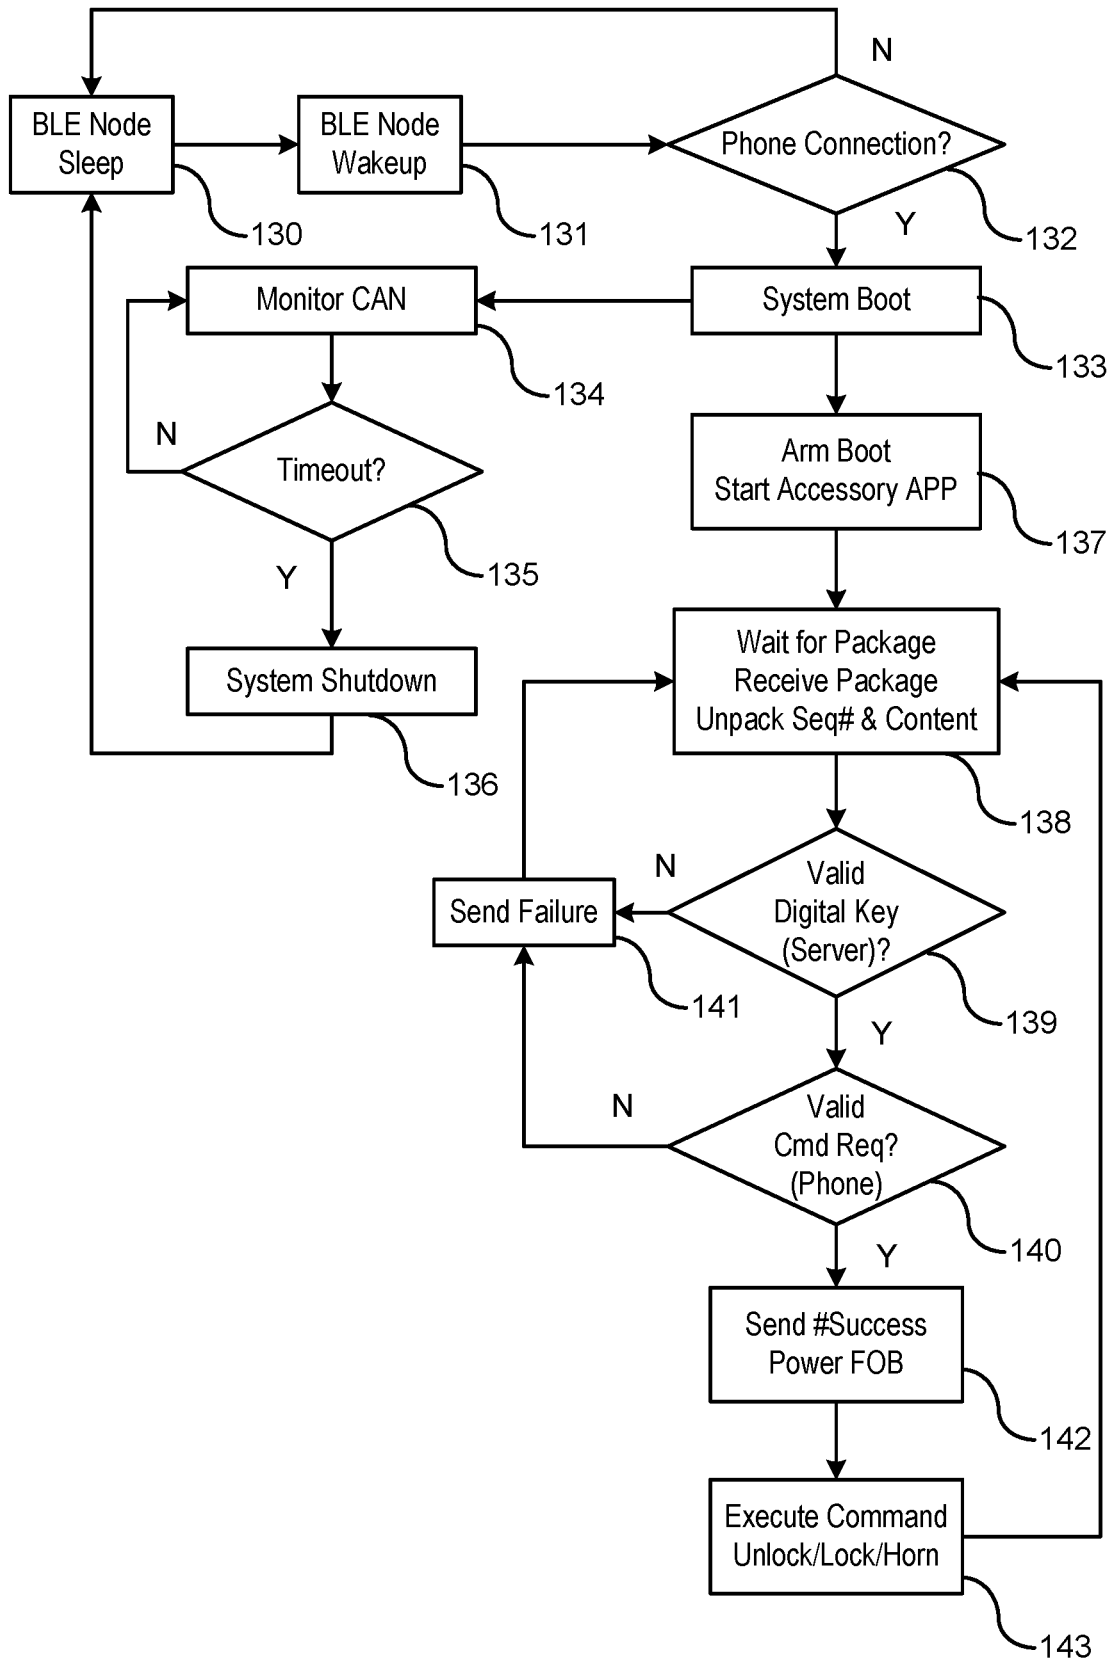 N
BLE Node
Sleep
130
BLE Node
Wakeup
131
Phone Connection?
132
Y
Monitor CAN
134
System Boot
133
N
Timeout?
135
Y
Arm Boot
Start Accessory APP
137
System Shutdown
136
Wait for Package
Receive Package
Unpack Seq# & Content
138
N
Send Failure
141
Valid
Digital Key
(Server)?
139
Y
N
Valid
Cmd Req?
(Phone)
140
Y
Send #Success
Power FOB
142
Execute Command
Unlock/Lock/Horn
143